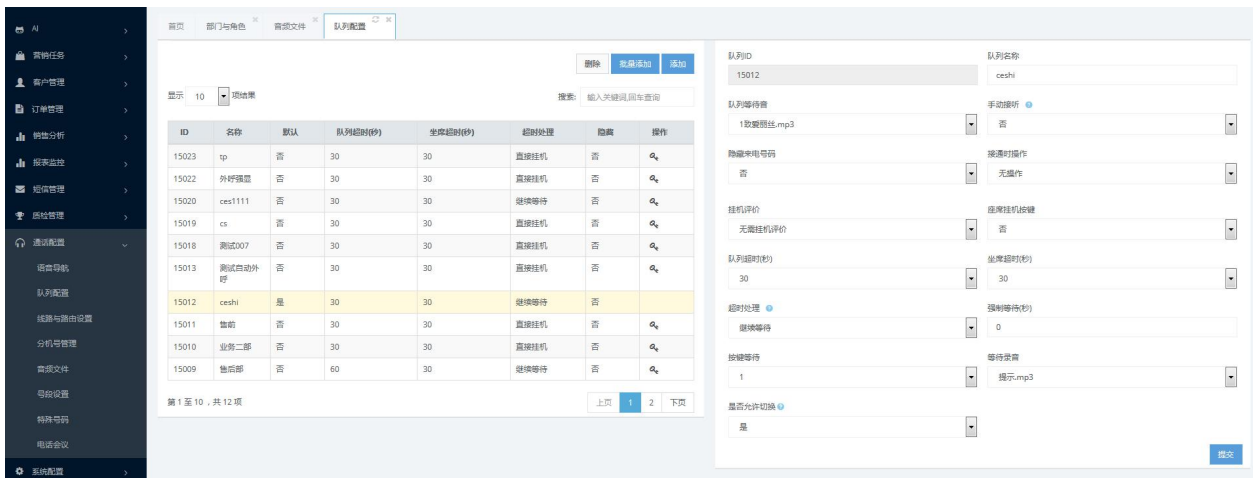 AI
营销任务
客户管理
订单管理
销售分析
报表监控
短信管理
质检管理
通话配置
语音导航
队列配置
线路与路由设置
分机号管理
音频文件
号段设置
特殊号码
电话会议
系统配置
首页 部门与角色 音频文件 队列配置
删除 批量添加 添加
显示 10 项结果 搜索: 输入关键词,回车查询
ID 名称 默认 队列超时(秒) 坐席超时(秒) 超时处理 隐藏 操作
15023 tp 否 30 30 直接挂机 否
15022 外呼强显 否 30 30 直接挂机 否
15020 ces1111 否 30 30 继续等待 否
15019 cs 否 30 30 直接挂机 否
15018 测试007 否 30 30 直接挂机 否
15013 测试自动外 否 30 30 直接挂机 否
呼
15012 ceshi 是 30 30 继续等待 否
15011 售前 否 30 30 直接挂机 否
15010 业务二部 否 30 30 直接挂机 否
15009 售后部 否 60 30 继续等待 否
第 1 至 10 , 共 12 项 上页 1 2 下页
队列ID 队列名称
15012 ceshi
队列等待音 手动接听
1致爱丽丝.mp3 否
隐藏来电号码 接通时操作
否 无操作
挂机评价 座席挂机按键
无需挂机评价 否
队列超时(秒) 坐席超时(秒)
30 30
超时处理 强制等待(秒)
继续等待 0
按键等待 等待录音
1 提示.mp3
是否允许切换
是
提交